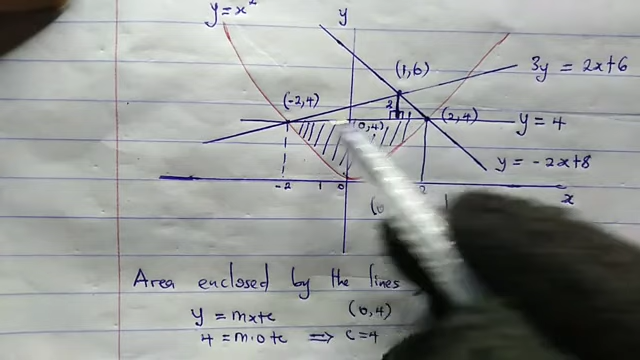 y = x²
y
(1,6)
3y = 2x+6
(-2,4)
2
(0,4)
(2,4)
y = 4
y = -2x+8
-2 1 0 2 x
Area enclosed by the lines
y = mx+c (0,4)
4 = m·0+c ⟹ c=4